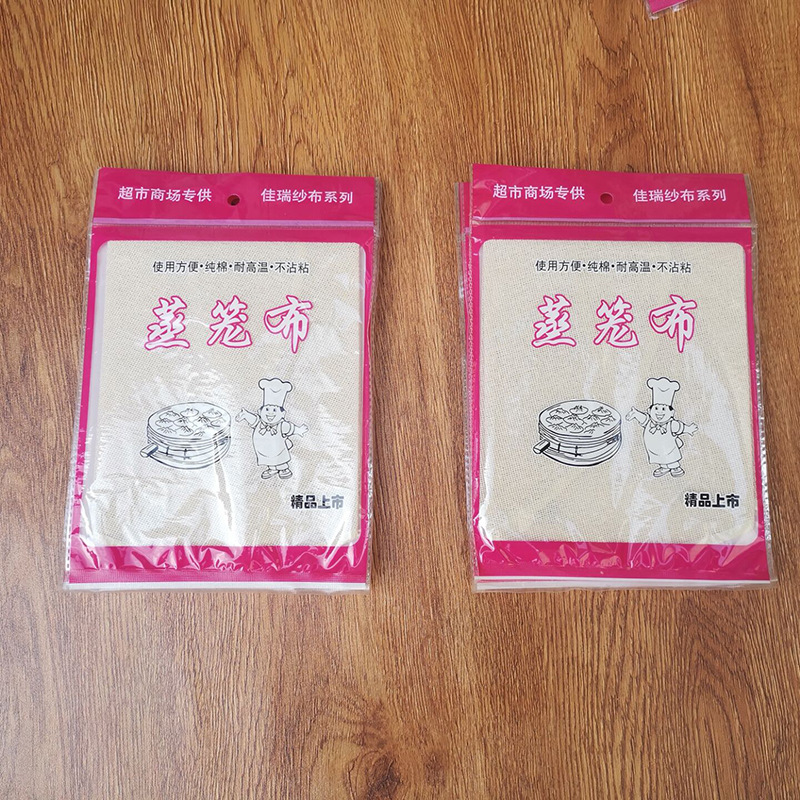 超市商场专供 佳瑞纱布系列
使用方便·纯棉·耐高温·不沾粘
蒸笼布
精品上市
超市商场专供 佳瑞纱布系列
使用方便·纯棉·耐高温·不沾粘
蒸笼布
精品上市